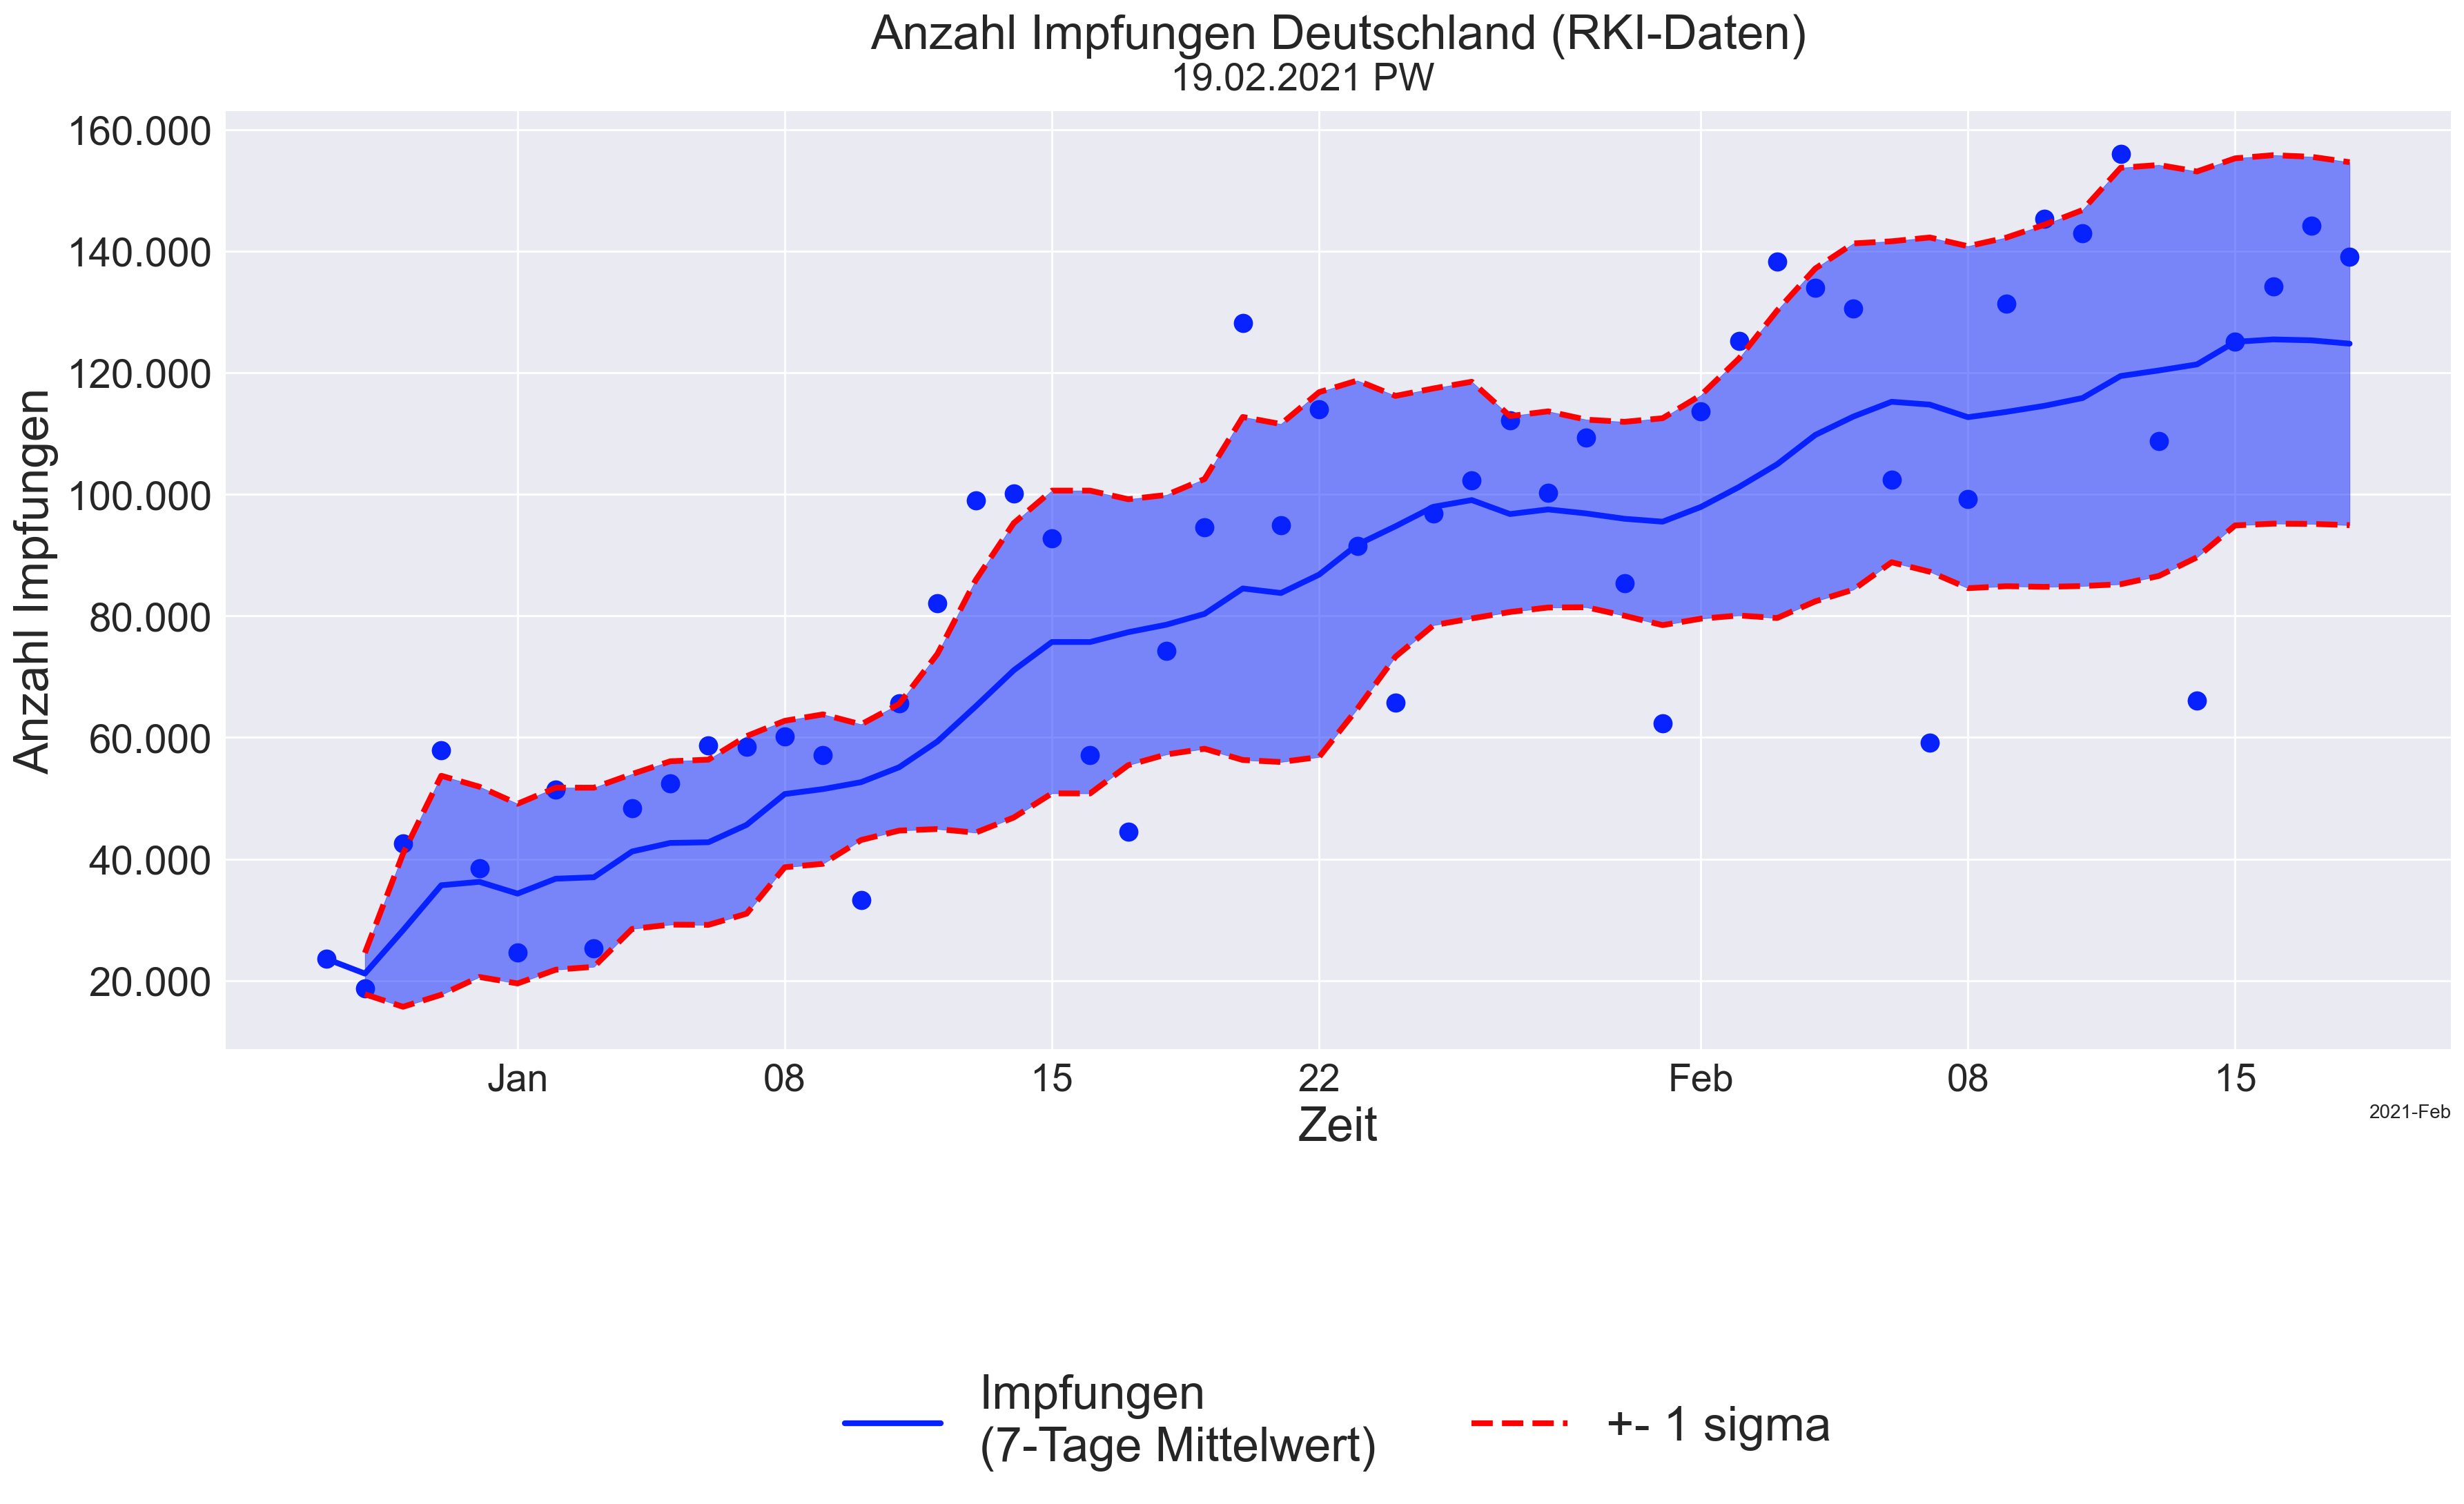 Anzahl Impfungen Deutschland (RKI-Daten)
19.02.2021 PW
Anzahl Impfungen
160.000
140.000
120.000
100.000
80.000
60.000
40.000
20.000
Jan 08 15 22 Feb 08 15
Zeit
2021-Feb
Impfungen
(7-Tage Mittelwert)
+- 1 sigma